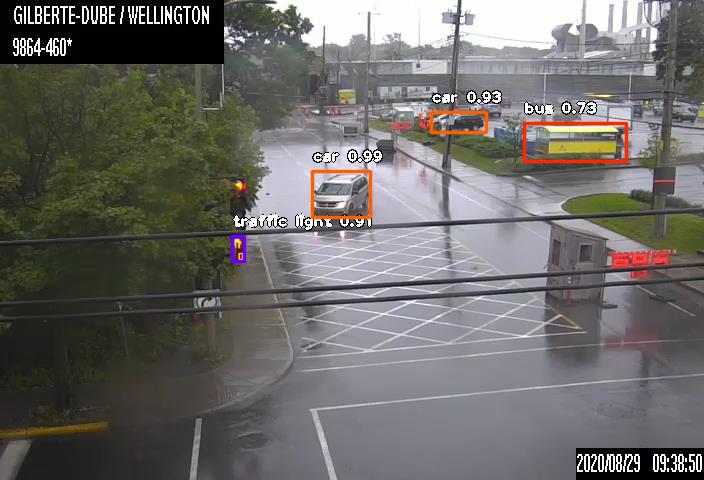 GILBERTE-DUBE / WELLINGTON
9864-460*
car 0.93
bus 0.73
car 0.99
traffic light 0.91
2020/08/29 09:38:50